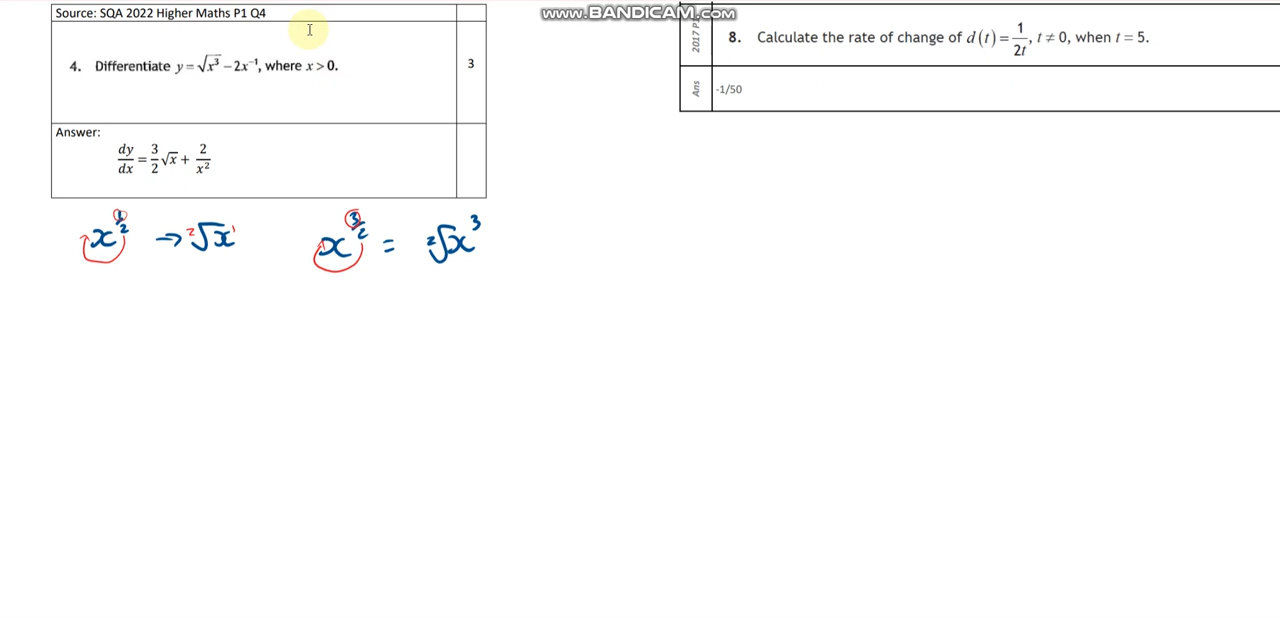 Source: SQA 2022 Higher Maths P1 Q4
4. Differentiate y = √x³ − 2x⁻¹, where x > 0.
3
Answer:
dy/dx = 3/2 √x + 2/x²
x^(1/2) → ²√x¹
x^(3/2) = ²√x³
www.BANDICAM.com
2017 P
8. Calculate the rate of change of d(t) = 1/2t, t ≠ 0, when t = 5.
Ans
-1/50